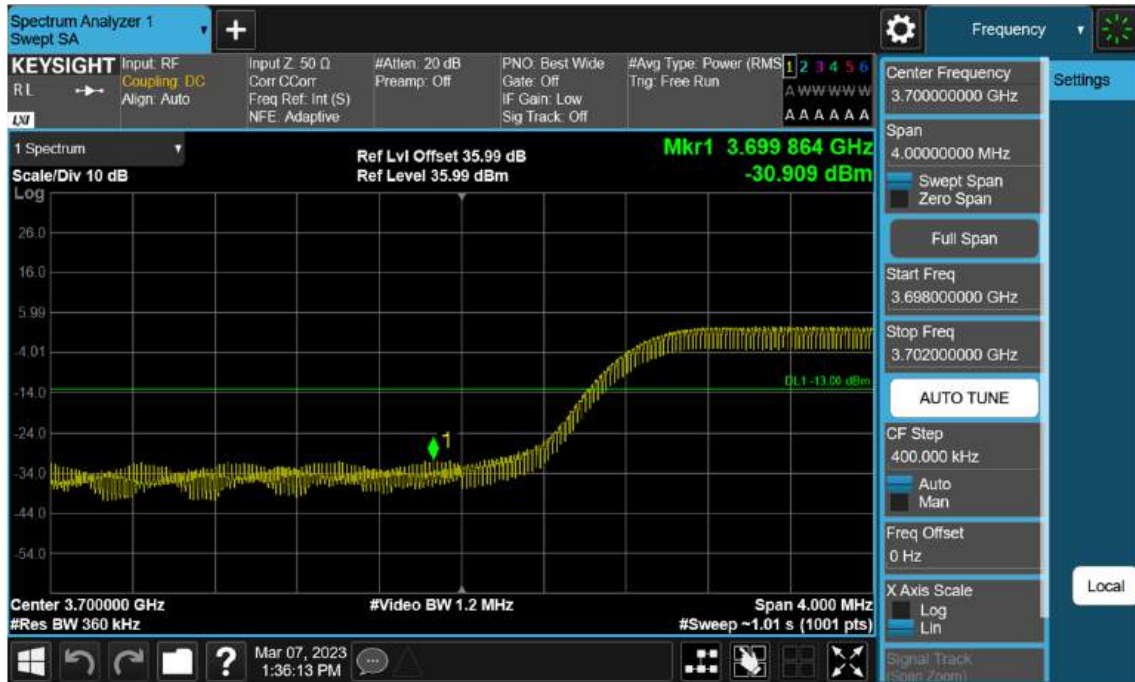 Spectrum Analyzer 1
Swept SA
Frequency
KEYSIGHT
R L
LXI
Input: RF
Coupling: DC
Align: Auto
Input Z: 50 Ω
Corr CCorr
Freq Ref: Int (S)
NFE: Adaptive
#Atten: 20 dB
Preamp: Off
PNO: Best Wide
Gate: Off
IF Gain: Low
Sig Track: Off
#Avg Type: Power (RMS
Trig: Free Run
1 2 3 4 5 6
A W W W W W
A A A A A A
1 Spectrum
Scale/Div 10 dB
Log
Ref Lvl Offset 35.99 dB
Ref Level 35.99 dBm
Mkr1 3.699 864 GHz
-30.909 dBm
26.0
16.0
5.99
-4.01
DL1 -13.00 dBm
-14.0
-24.0
1
-34.0
-44.0
-54.0
Center 3.700000 GHz
#Res BW 360 kHz
#Video BW 1.2 MHz
Span 4.000 MHz
#Sweep ~1.01 s (1001 pts)
Mar 07, 2023
1:36:13 PM
Center Frequency
3.700000000 GHz
Span
4.00000000 MHz
Swept Span
Zero Span
Full Span
Start Freq
3.698000000 GHz
Stop Freq
3.702000000 GHz
AUTO TUNE
CF Step
400.000 kHz
Auto
Man
Freq Offset
0 Hz
X Axis Scale
Log
Lin
Signal Track
(Span Zoom)
Settings
Local